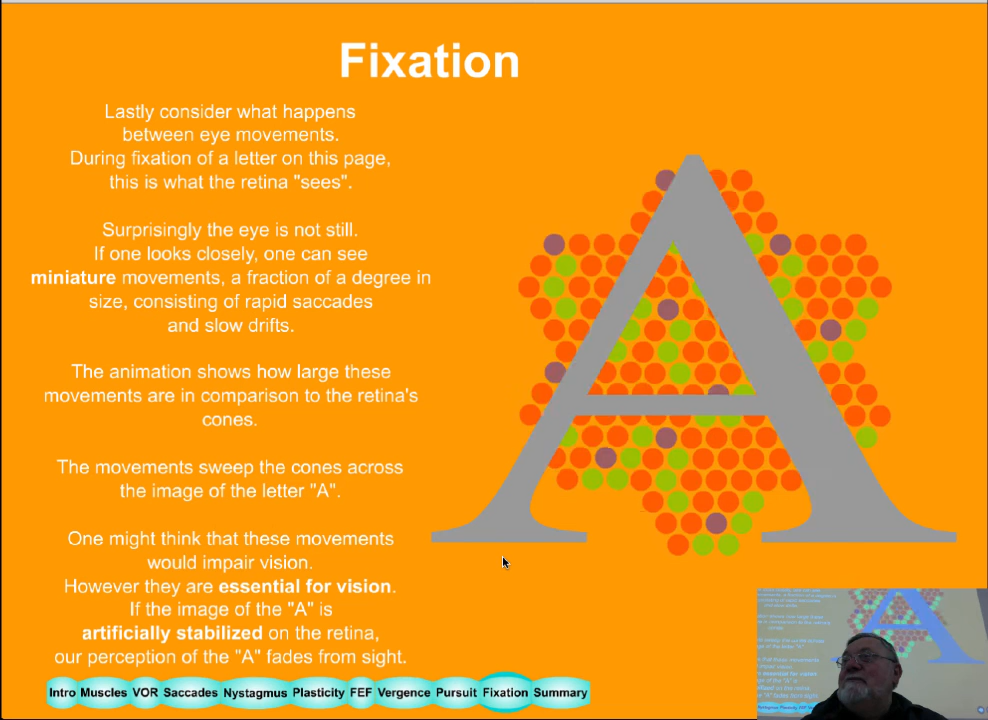 Fixation
Lastly consider what happens
between eye movements.
During fixation of a letter on this page,
this is what the retina "sees".
Surprisingly the eye is not still.
If one looks closely, one can see
miniature movements, a fraction of a degree in
size, consisting of rapid saccades
and slow drifts.
The animation shows how large these
movements are in comparison to the retina's
cones.
The movements sweep the cones across
the image of the letter "A".
One might think that these movements
would impair vision.
However they are essential for vision.
If the image of the "A" is
artificially stabilized on the retina,
our perception of the "A" fades from sight.
A
Intro Muscles VOR Saccades Nystagmus Plasticity FEF Vergence Pursuit Fixation Summary